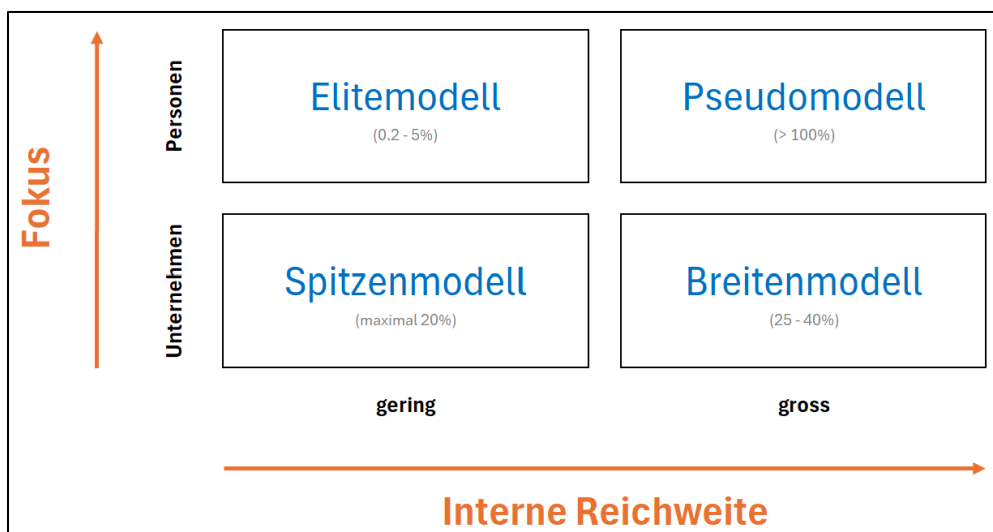 Fokus
Personen
Elitemodell
(0.2 - 5%)
Pseudomodell
(> 100%)
Unternehmen
Spitzenmodell
(maximal 20%)
Breitenmodell
(25 - 40%)
gering
gross
Interne Reichweite